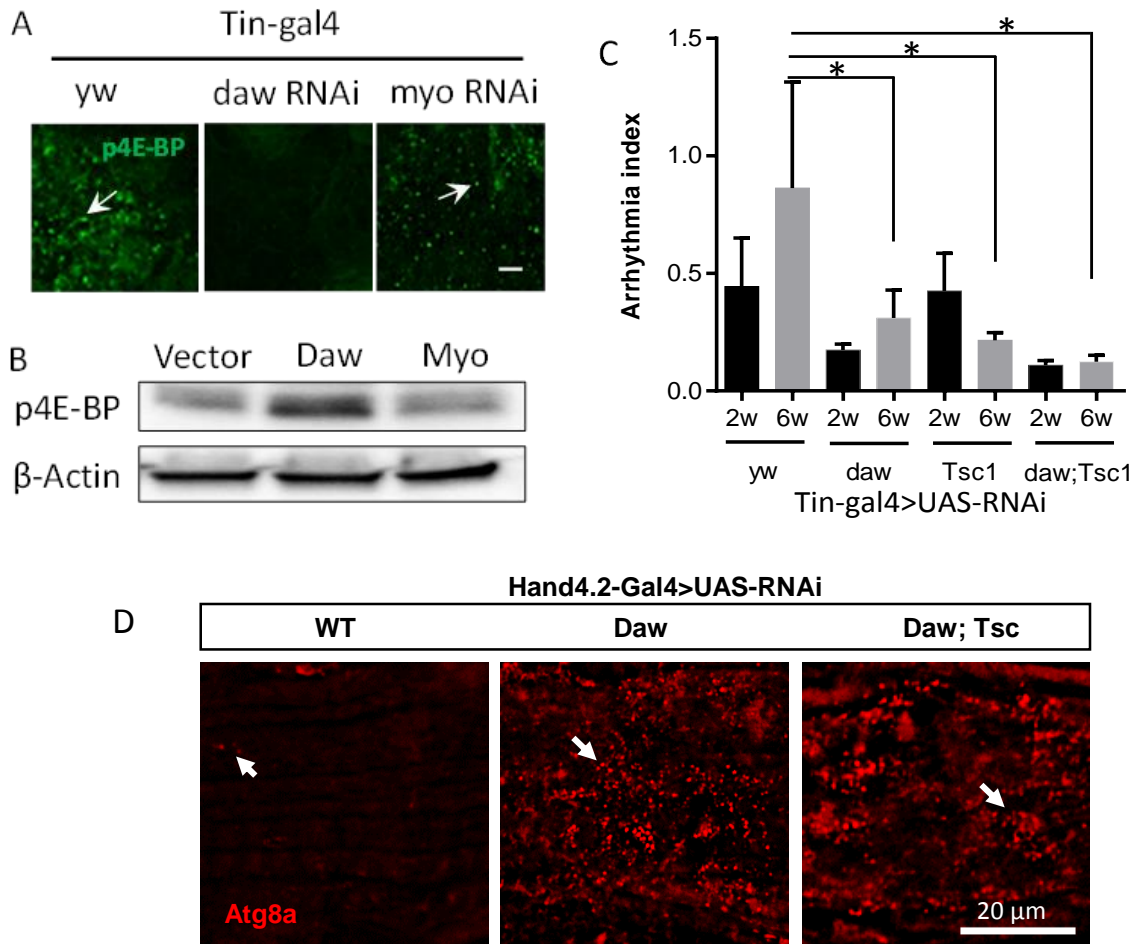 A
Tin-gal4
yw daw RNAi myo RNAi
p4E-BP
B
Vector Daw Myo
p4E-BP
β-Actin
C
Arrhythmia index
1.5
1.0
0.5
0.0
* * *
2w 6w 2w 6w 2w 6w 2w 6w
yw daw Tsc1 daw;Tsc1
Tin-gal4>UAS-RNAi
D
Hand4.2-Gal4>UAS-RNAi
WT Daw Daw; Tsc
Atg8a
20 μm